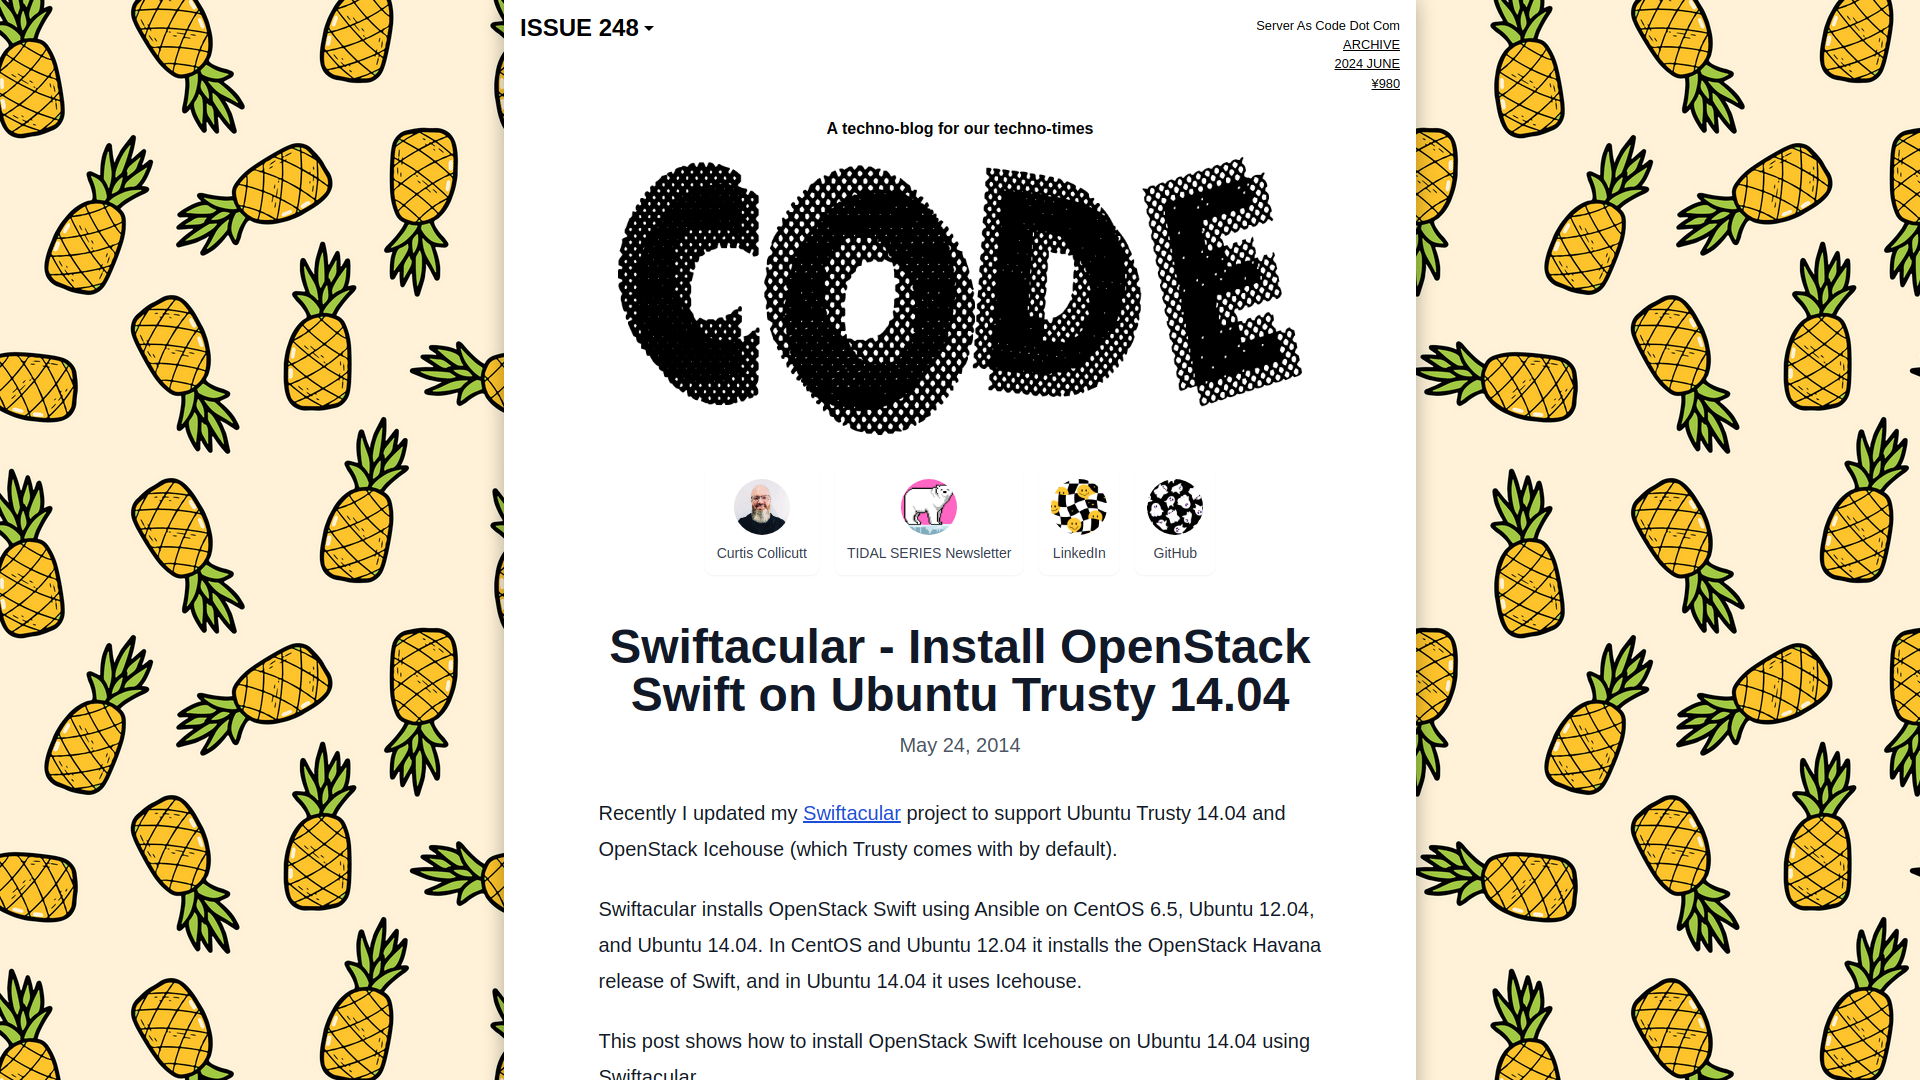 ISSUE 248
Server As Code Dot Com
ARCHIVE
2024 JUNE
¥980
A techno-blog for our techno-times
CODE
Curtis Collicutt
TIDAL SERIES Newsletter
LinkedIn
GitHub
Swiftacular - Install OpenStack
Swift on Ubuntu Trusty 14.04
May 24, 2014
Recently I updated my Swiftacular project to support Ubuntu Trusty 14.04 and
OpenStack Icehouse (which Trusty comes with by default).
Swiftacular installs OpenStack Swift using Ansible on CentOS 6.5, Ubuntu 12.04,
and Ubuntu 14.04. In CentOS and Ubuntu 12.04 it installs the OpenStack Havana
release of Swift, and in Ubuntu 14.04 it uses Icehouse.
This post shows how to install OpenStack Swift Icehouse on Ubuntu 14.04 using
Swiftacular.